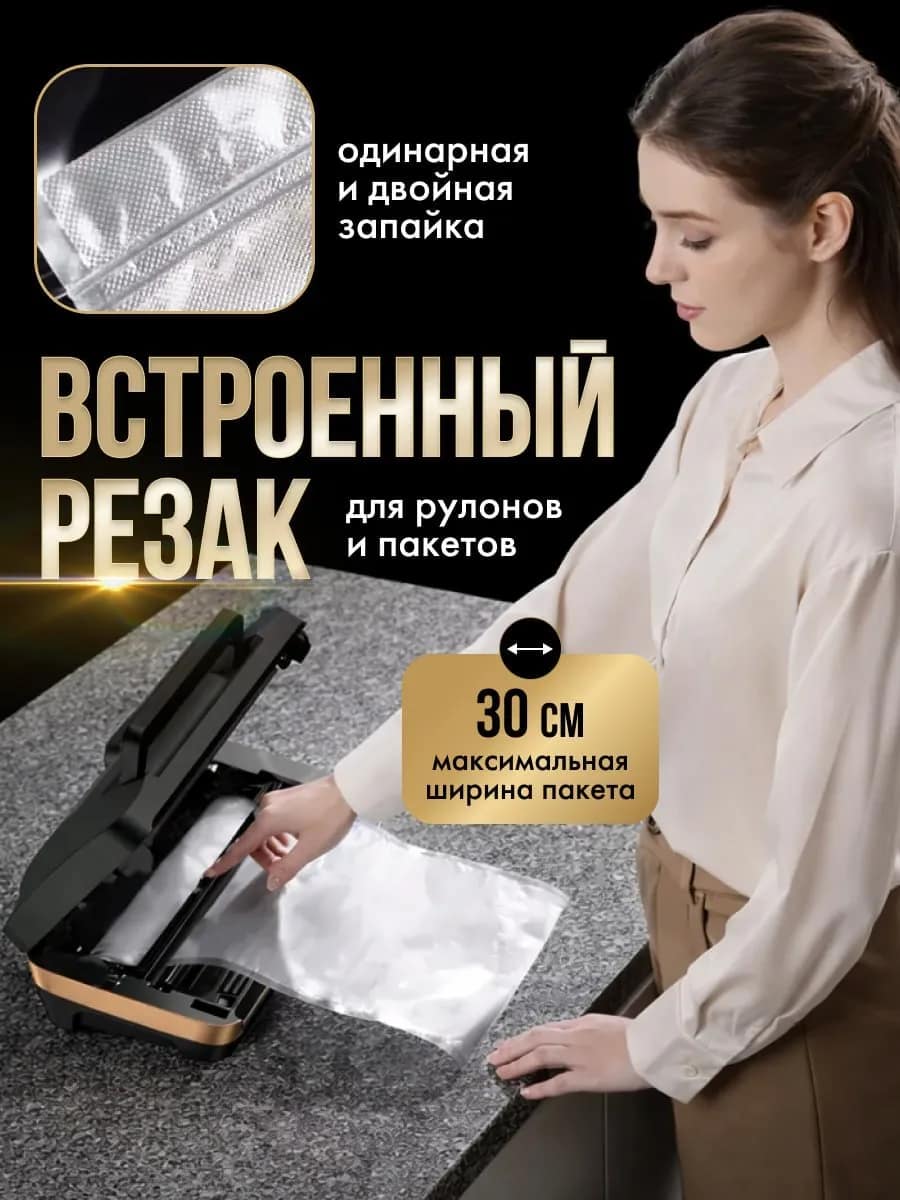 одинарная
и двойная
запайка
ВСТРОЕННЫЙ
РЕЗАК
для рулонов
и пакетов
30 см
максимальная
ширина пакета